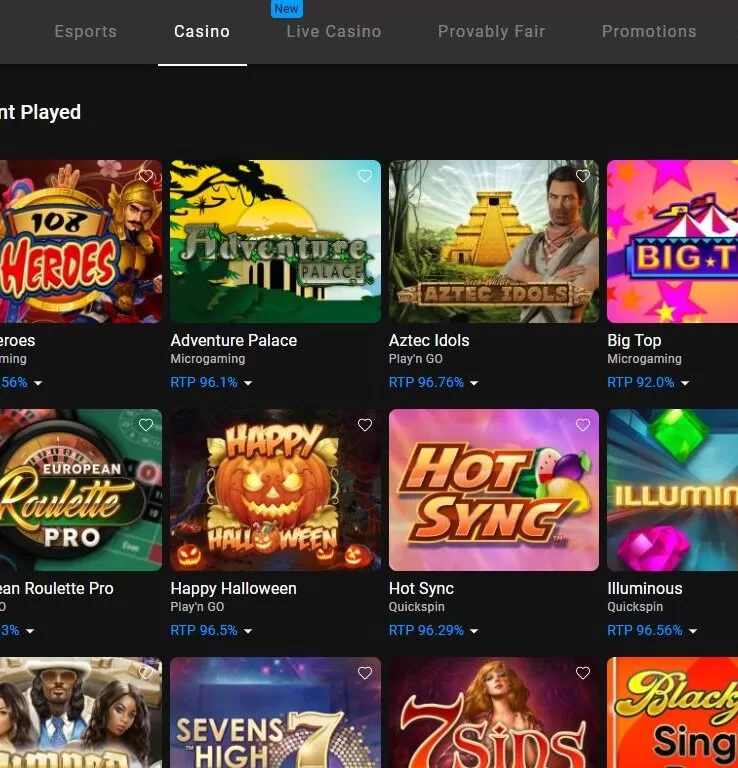 New
Esports
Casino
Live Casino
Provably Fair
Promotions
nt Played
108
HEROES
Adventure
PALACE
Rich Wilde
AZTEC IDOLS
BIG★T
eroes
Adventure Palace
Aztec Idols
Big Top
ming
Microgaming
Play'n GO
Microgaming
.56%
RTP 96.1%
RTP 96.76%
RTP 92.0%
EUROPEAN
Roulette
PRO
HAPPY
HALLOWEEN
HOT
SYNC™
ILLUMIN
ean Roulette Pro
Happy Halloween
Hot Sync
Illuminous
O
Play'n GO
Quickspin
Quickspin
3%
RTP 96.5%
RTP 96.29%
RTP 96.56%
SEVENS
HIGH
7
7 Sins
Black
Sing